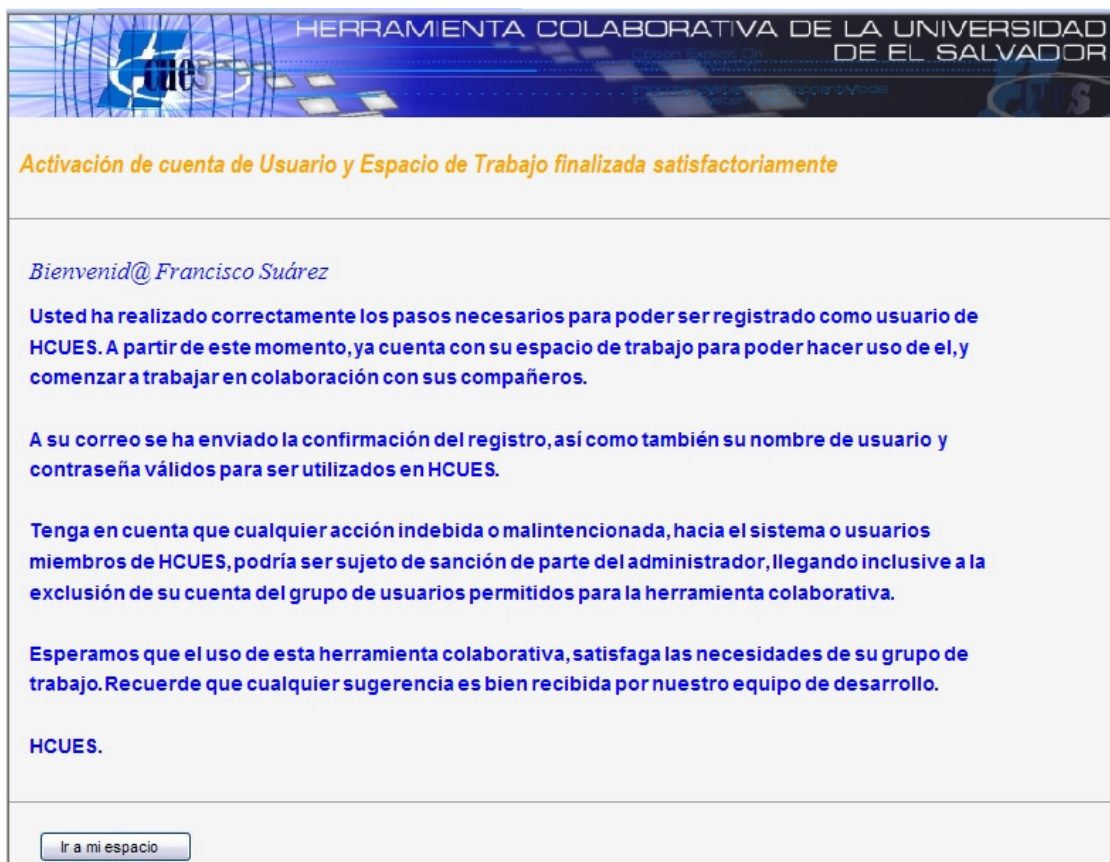 HERRAMIENTA COLABORATIVA DE LA UNIVERSIDAD
DE EL SALVADOR
Option Explicit On
Activación de cuenta de Usuario y Espacio de Trabajo finalizada satisfactoriamente
Bienvenid@ Francisco Suárez
Usted ha realizado correctamente los pasos necesarios para poder ser registrado como usuario de
HCUES. A partir de este momento, ya cuenta con su espacio de trabajo para poder hacer uso de el, y
comenzar a trabajar en colaboración con sus compañeros.
A su correo se ha enviado la confirmación del registro, así como también su nombre de usuario y
contraseña válidos para ser utilizados en HCUES.
Tenga en cuenta que cualquier acción indebida o malintencionada, hacia el sistema o usuarios
miembros de HCUES, podría ser sujeto de sanción de parte del administrador, llegando inclusive a la
exclusión de su cuenta del grupo de usuarios permitidos para la herramienta colaborativa.
Esperamos que el uso de esta herramienta colaborativa, satisfaga las necesidades de su grupo de
trabajo. Recuerde que cualquier sugerencia es bien recibida por nuestro equipo de desarrollo.
HCUES.
Ir a mi espacio